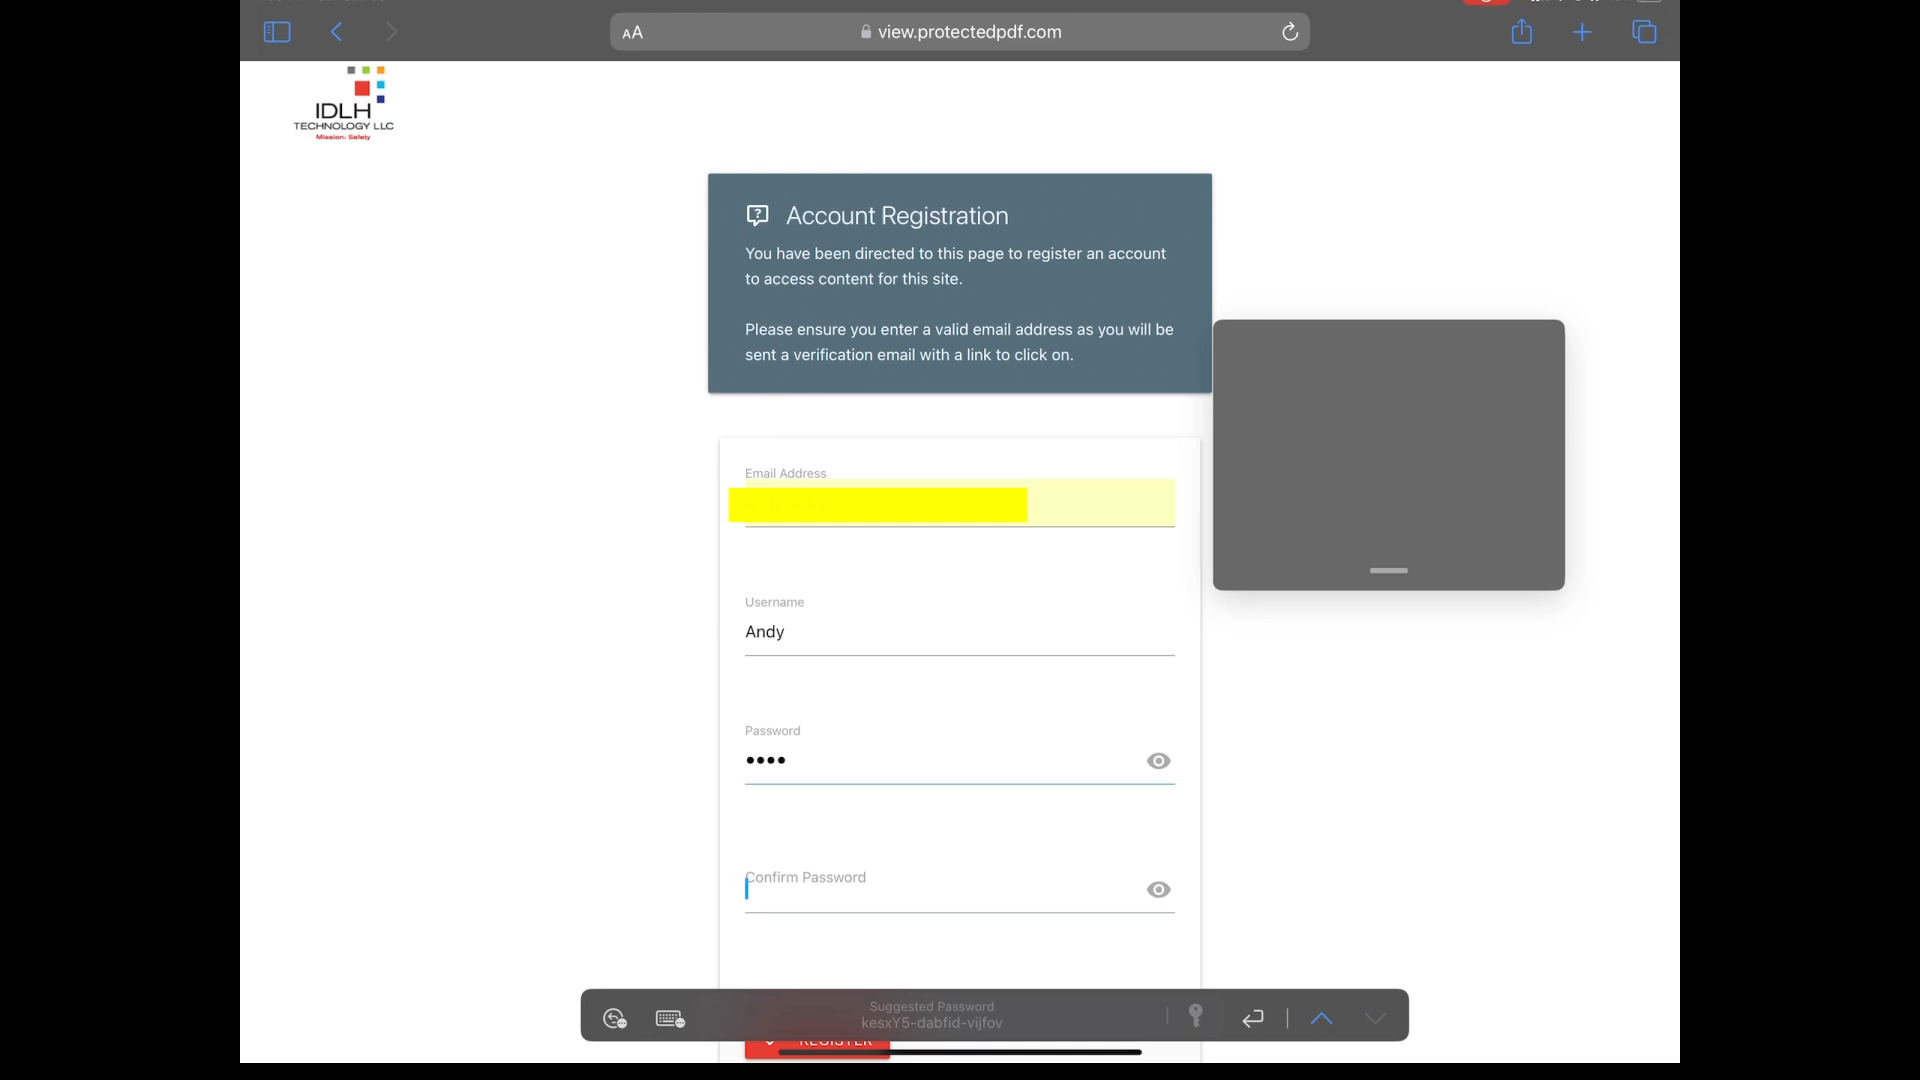 AA
view.protectedpdf.com
IDLH
TECHNOLOGY LLC
Mission: Safety
Account Registration
You have been directed to this page to register an account
to access content for this site.
Please ensure you enter a valid email address as you will be
sent a verification email with a link to click on.
Email Address
Username
Andy
Password
Confirm Password
Suggested Password
kesxY5-dabfid-vijfov
REGISTER